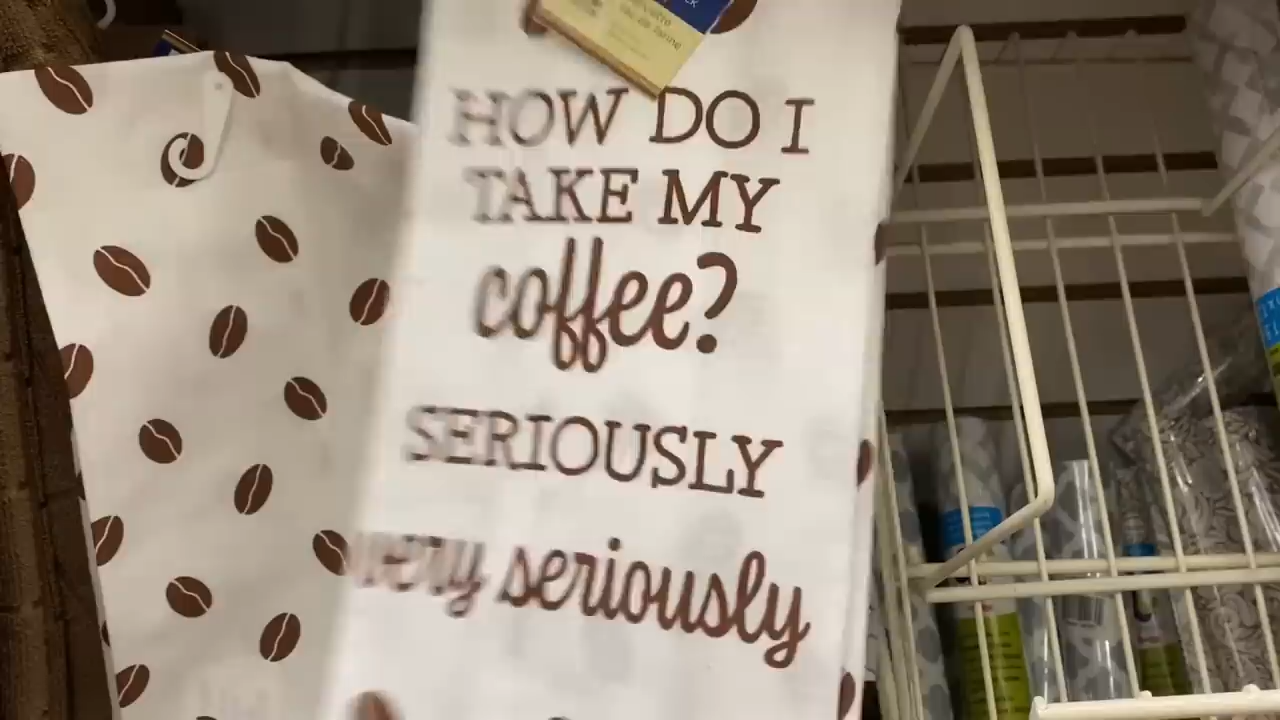 HOW DO I
TAKE MY
coffee?
SERIOUSLY
very seriously